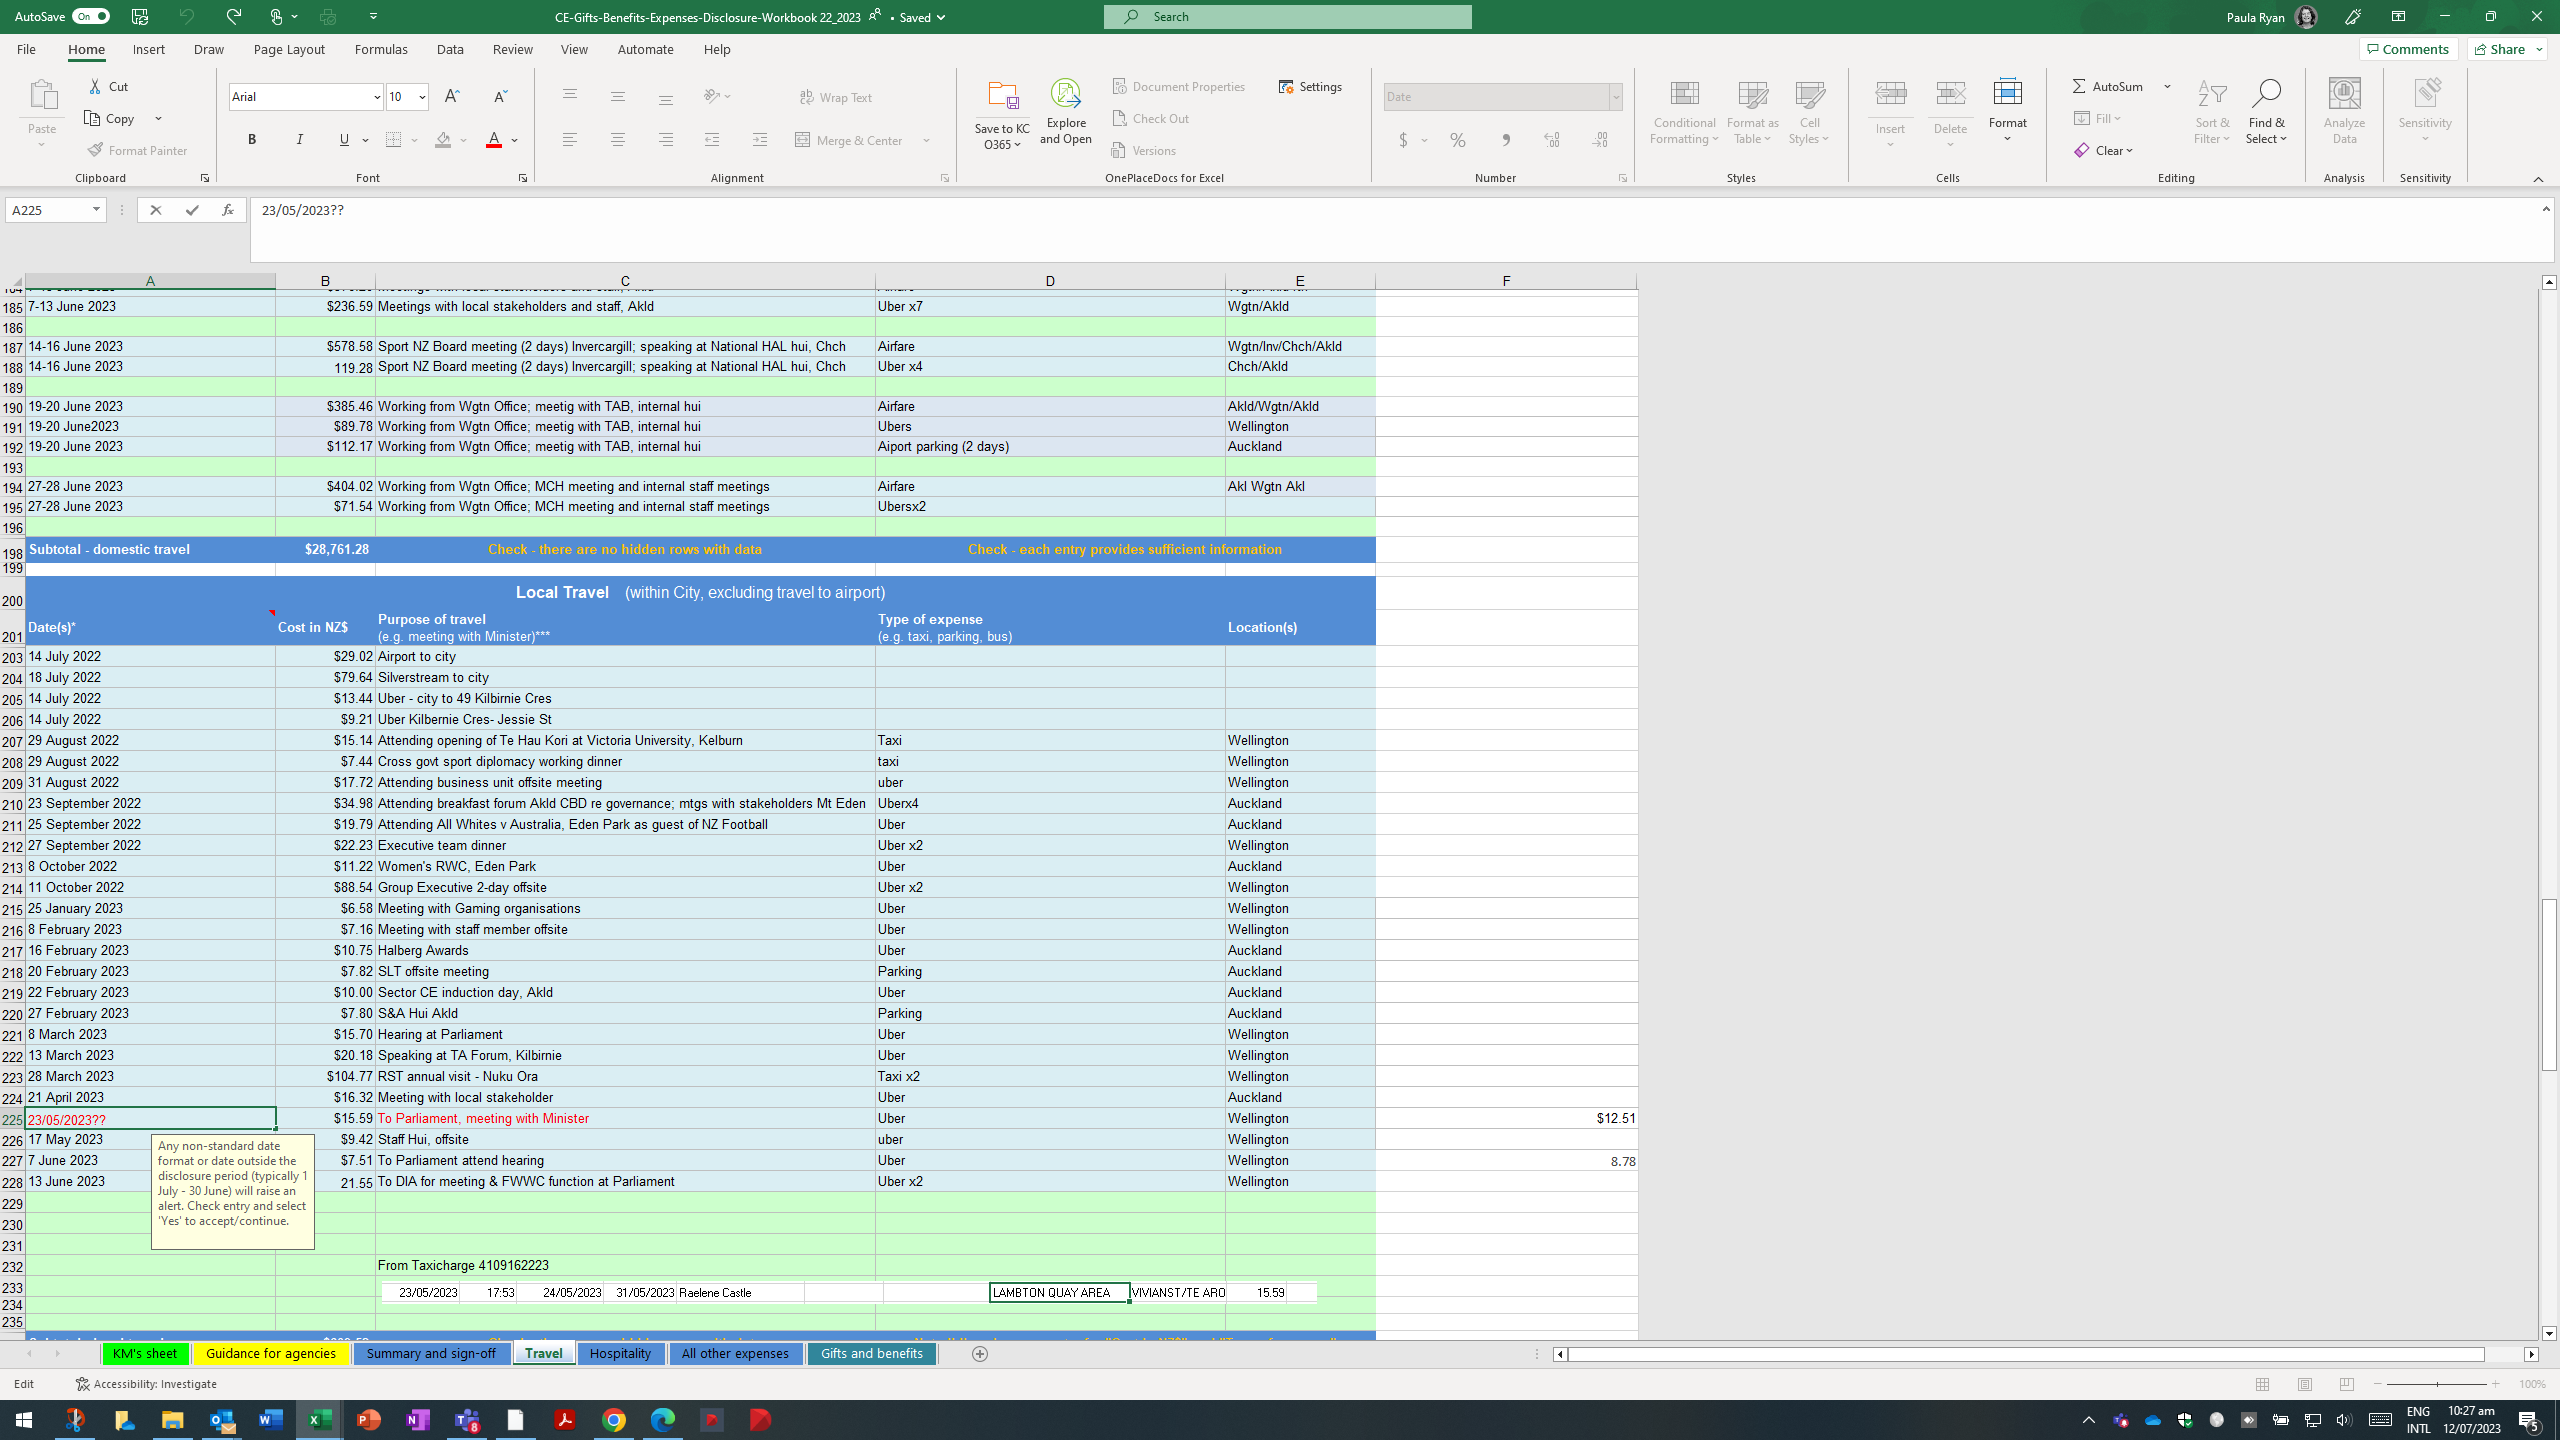 AutoSave On CE-Gifts-Benefits-Expenses-Disclosure-Workbook 22_2023 • Saved Search Paula Ryan
File Home Insert Draw Page Layout Formulas Data Review View Automate Help Comments Share
Paste Cut Copy Format Painter Clipboard
Arial 10 A A B I U A Font
Wrap Text Merge & Center Alignment
Save to KC O365 Explore and Open Document Properties Check Out Versions Settings OnePlaceDocs for Excel
Date $ % Number
Conditional Formatting Format as Table Cell Styles Styles
Insert Delete Format Cells
AutoSum Fill Clear Sort & Filter Find & Select Editing
Analyze Data Analysis
Sensitivity Sensitivity
A225 fx 23/05/2023??
A B C D E F
185 7-13 June 2023 $236.59 Meetings with local stakeholders and staff, Akld Uber x7 Wgtn/Akld
186
187 14-16 June 2023 $578.58 Sport NZ Board meeting (2 days) Invercargill; speaking at National HAL hui, Chch Airfare Wgtn/Inv/Chch/Akld
188 14-16 June 2023 119.28 Sport NZ Board meeting (2 days) Invercargill; speaking at National HAL hui, Chch Uber x4 Chch/Akld
189
190 19-20 June 2023 $385.46 Working from Wgtn Office; meetig with TAB, internal hui Airfare Akld/Wgtn/Akld
191 19-20 June2023 $89.78 Working from Wgtn Office; meetig with TAB, internal hui Ubers Wellington
192 19-20 June 2023 $112.17 Working from Wgtn Office; meetig with TAB, internal hui Aiport parking (2 days) Auckland
193
194 27-28 June 2023 $404.02 Working from Wgtn Office; MCH meeting and internal staff meetings Airfare Akl Wgtn Akl
195 27-28 June 2023 $71.54 Working from Wgtn Office; MCH meeting and internal staff meetings Ubersx2
196
198 Subtotal - domestic travel $28,761.28 Check - there are no hidden rows with data Check - each entry provides sufficient information
199
200 Local Travel (within City, excluding travel to airport)
201 Date(s)* Cost in NZ$ Purpose of travel (e.g. meeting with Minister)*** Type of expense (e.g. taxi, parking, bus) Location(s)
203 14 July 2022 $29.02 Airport to city
204 18 July 2022 $79.64 Silverstream to city
205 14 July 2022 $13.44 Uber - city to 49 Kilbirnie Cres
206 14 July 2022 $9.21 Uber Kilbernie Cres- Jessie St
207 29 August 2022 $15.14 Attending opening of Te Hau Kori at Victoria University, Kelburn Taxi Wellington
208 29 August 2022 $7.44 Cross govt sport diplomacy working dinner taxi Wellington
209 31 August 2022 $17.72 Attending business unit offsite meeting uber Wellington
210 23 September 2022 $34.98 Attending breakfast forum Akld CBD re governance; mtgs with stakeholders Mt Eden Uberx4 Auckland
211 25 September 2022 $19.79 Attending All Whites v Australia, Eden Park as guest of NZ Football Uber Auckland
212 27 September 2022 $22.23 Executive team dinner Uber x2 Wellington
213 8 October 2022 $11.22 Women's RWC, Eden Park Uber Auckland
214 11 October 2022 $88.54 Group Executive 2-day offsite Uber x2 Wellington
215 25 January 2023 $6.58 Meeting with Gaming organisations Uber Wellington
216 8 February 2023 $7.16 Meeting with staff member offsite Uber Wellington
217 16 February 2023 $10.75 Halberg Awards Uber Auckland
218 20 February 2023 $7.82 SLT offsite meeting Parking Auckland
219 22 February 2023 $10.00 Sector CE induction day, Akld Uber Auckland
220 27 February 2023 $7.80 S&A Hui Akld Parking Auckland
221 8 March 2023 $15.70 Hearing at Parliament Uber Wellington
222 13 March 2023 $20.18 Speaking at TA Forum, Kilbirnie Uber Wellington
223 28 March 2023 $104.77 RST annual visit - Nuku Ora Taxi x2 Wellington
224 21 April 2023 $16.32 Meeting with local stakeholder Uber Auckland
225 23/05/2023?? $15.59 To Parliament, meeting with Minister Uber Wellington $12.51
226 17 May 2023 $9.42 Staff Hui, offsite uber Wellington
227 7 June 2023 $7.51 To Parliament attend hearing Uber Wellington 8.78
228 13 June 2023 21.55 To DIA for meeting & FWWC function at Parliament Uber x2 Wellington
Any non-standard date
format or date outside the
disclosure period (typically 1
July - 30 June) will raise an
alert. Check entry and select
'Yes' to accept/continue.
229
230
231
232 From Taxicharge 4109162223
233 23/05/2023 17:53 24/05/2023 31/05/2023 Raelene Castle LAMBTON QUAY AREA VIVIANST/TE ARO 15.59
234
235
KM's sheet Guidance for agencies Summary and sign-off Travel Hospitality All other expenses Gifts and benefits
Edit Accessibility: Investigate 100%
ENG INTL 10:27 am 12/07/2023 5